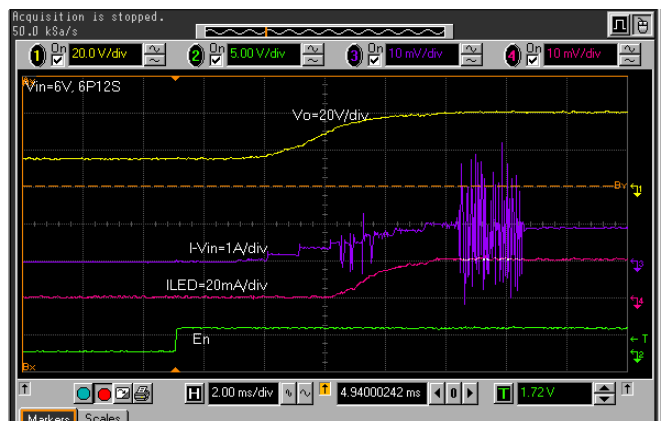 Acquisition is stopped.
50.0 kSa/s
1 On 20.0 V/div 2 On 5.00 V/div 3 On 10 mV/div 4 On 10 mV/div
Vin=6V, 6P12S
Vo=20V/div
I-Vin=1A/div
ILED=20mA/div
En
H 2.00 ms/div 4.94000242 ms 0 T 1.72 V
Markers Scales